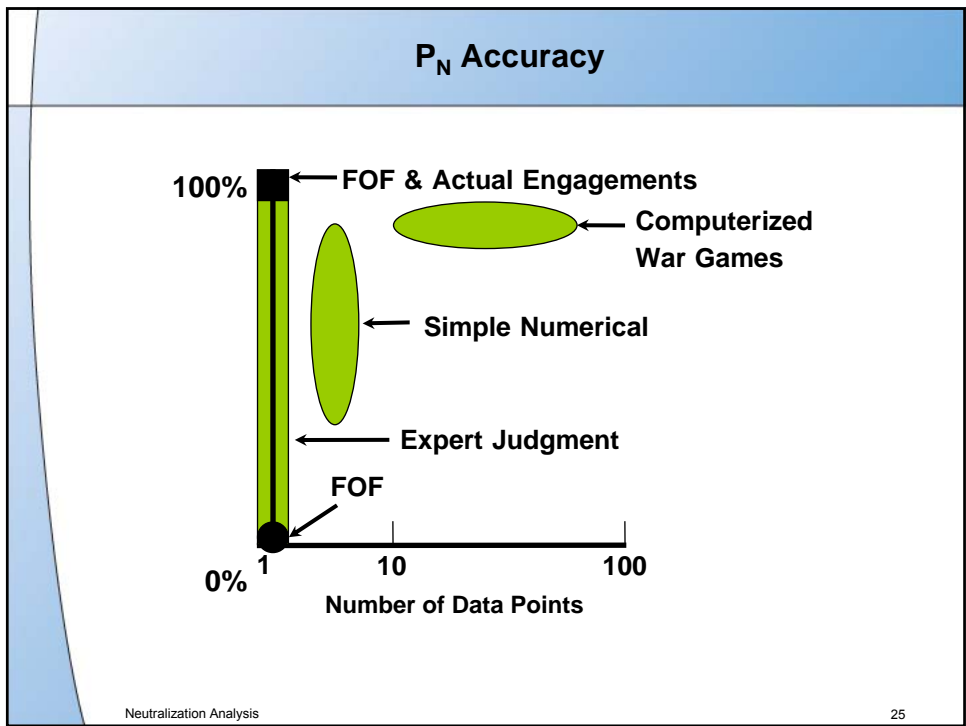 P_N Accuracy
100%
FOF & Actual Engagements
Computerized
War Games
Simple Numerical
Expert Judgment
FOF
0%
1
10
100
Number of Data Points
Neutralization Analysis
25